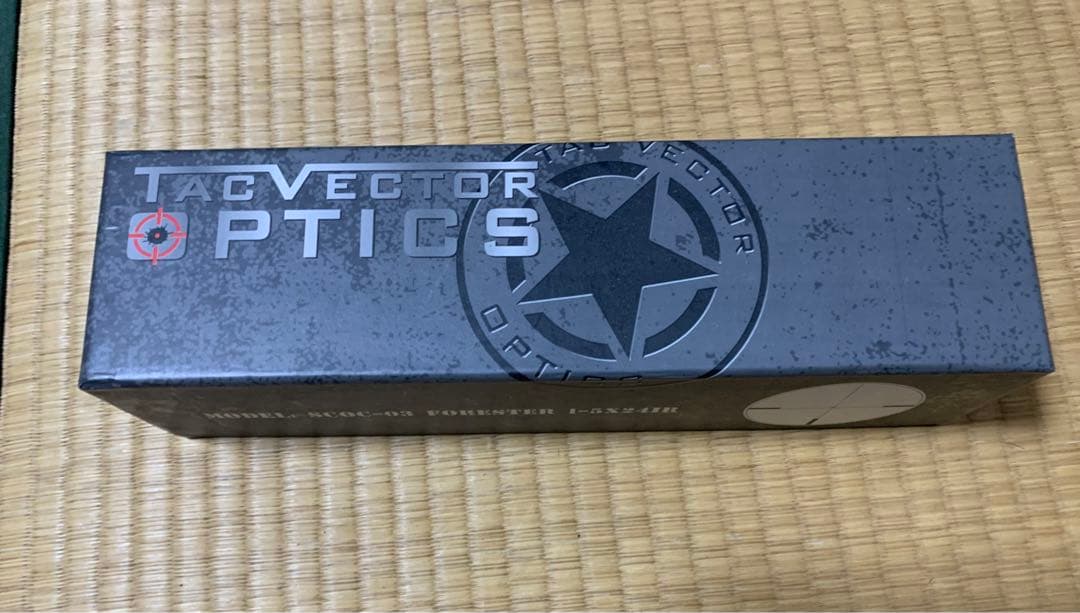 TACVECTOR
OPTICS
TAC VECTOR
OPTICS
MODEL: SCOC-03 FORESTER 1-5X24IR